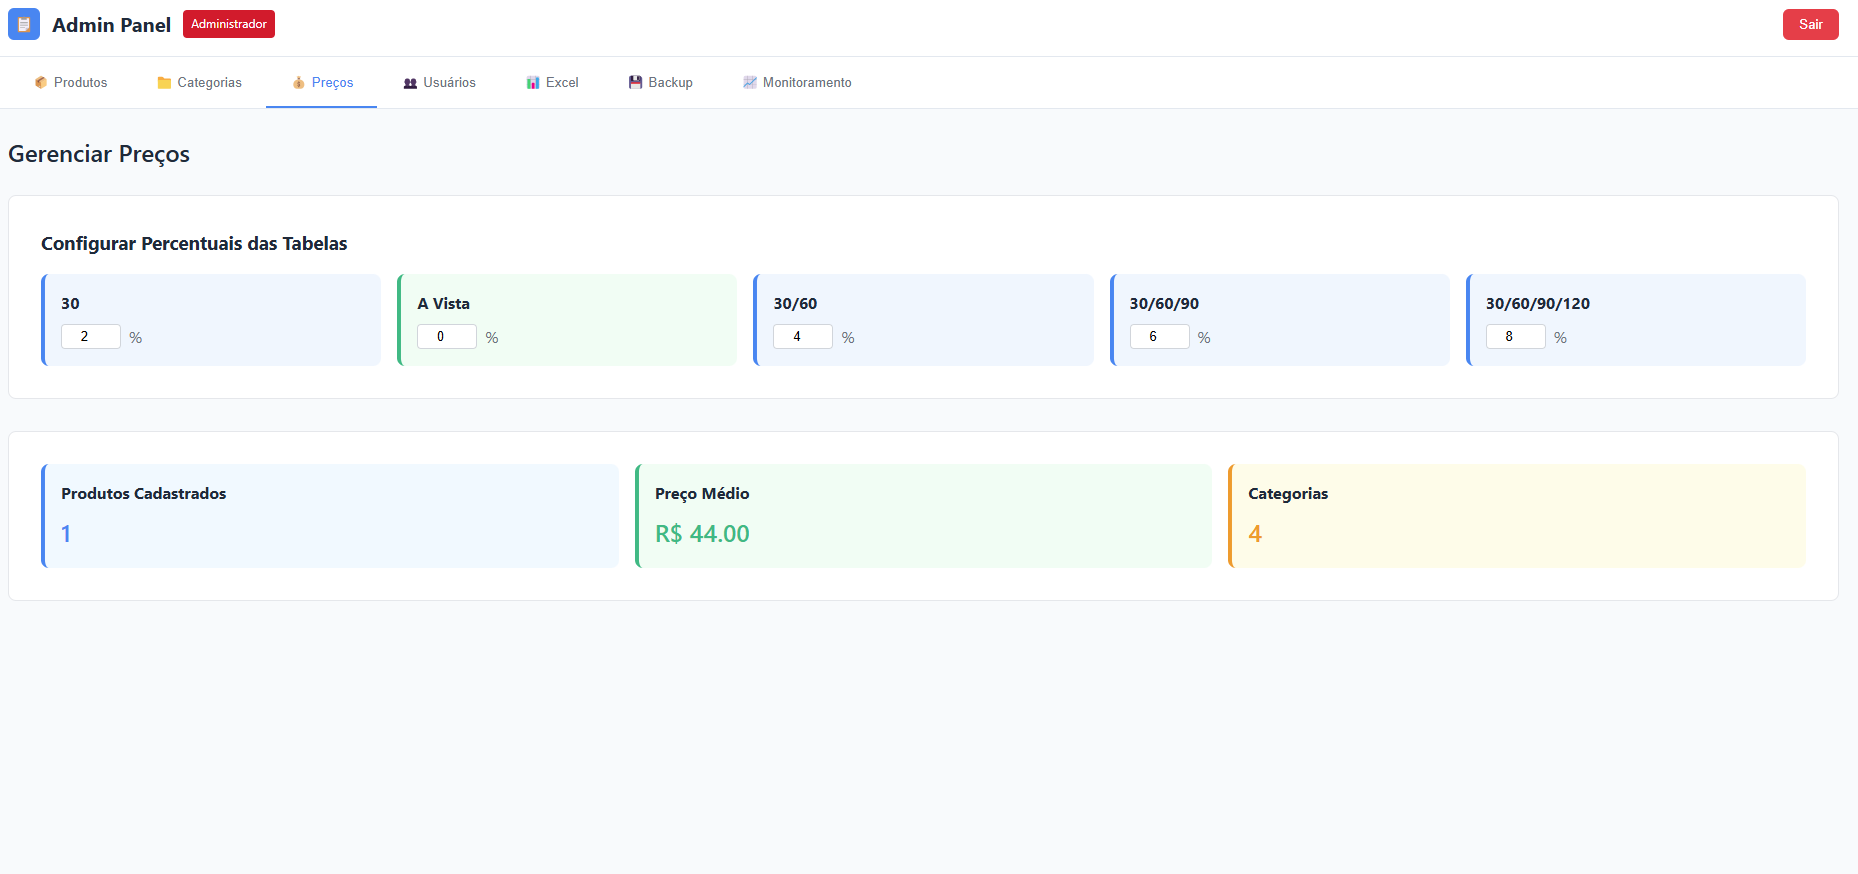 Admin Panel Administrador Sair
Produtos Categorias Preços Usuários Excel Backup Monitoramento
Gerenciar Preços
Configurar Percentuais das Tabelas
30
2 %
A Vista
0 %
30/60
4 %
30/60/90
6 %
30/60/90/120
8 %
Produtos Cadastrados
1
Preço Médio
R$ 44.00
Categorias
4